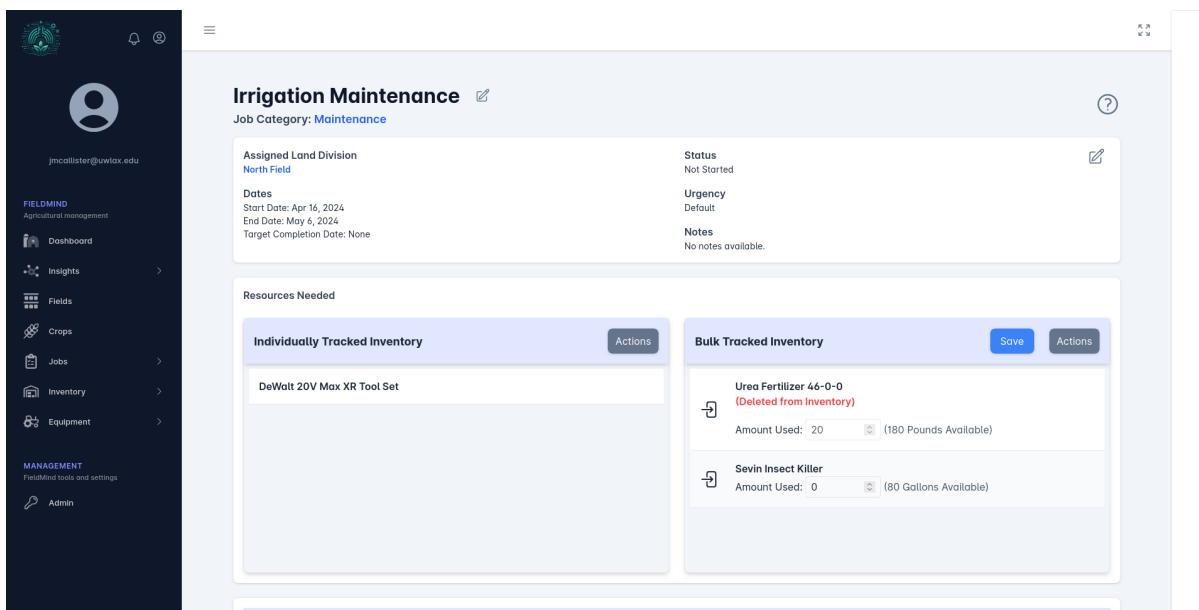 jmcallister@uwlax.edu
FIELDMIND
Agricultural management
Dashboard
Insights
Fields
Crops
Jobs
Inventory
Equipment
MANAGEMENT
FieldMind tools and settings
Admin
Irrigation Maintenance
Job Category: Maintenance
Assigned Land Division
North Field
Dates
Start Date: Apr 16, 2024
End Date: May 6, 2024
Target Completion Date: None
Status
Not Started
Urgency
Default
Notes
No notes available.
Resources Needed
Individually Tracked Inventory
Actions
DeWalt 20V Max XR Tool Set
Bulk Tracked Inventory
Save
Actions
Urea Fertilizer 46-0-0
(Deleted from Inventory)
Amount Used: 20 (180 Pounds Available)
Sevin Insect Killer
Amount Used: 0 (80 Gallons Available)